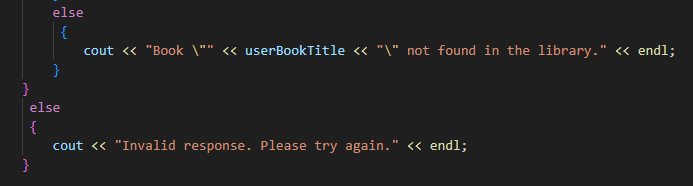 else
{
cout << "Book \"" << userBookTitle << "\" not found in the library." << endl;
}
}
else
{
cout << "Invalid response. Please try again." << endl;
}